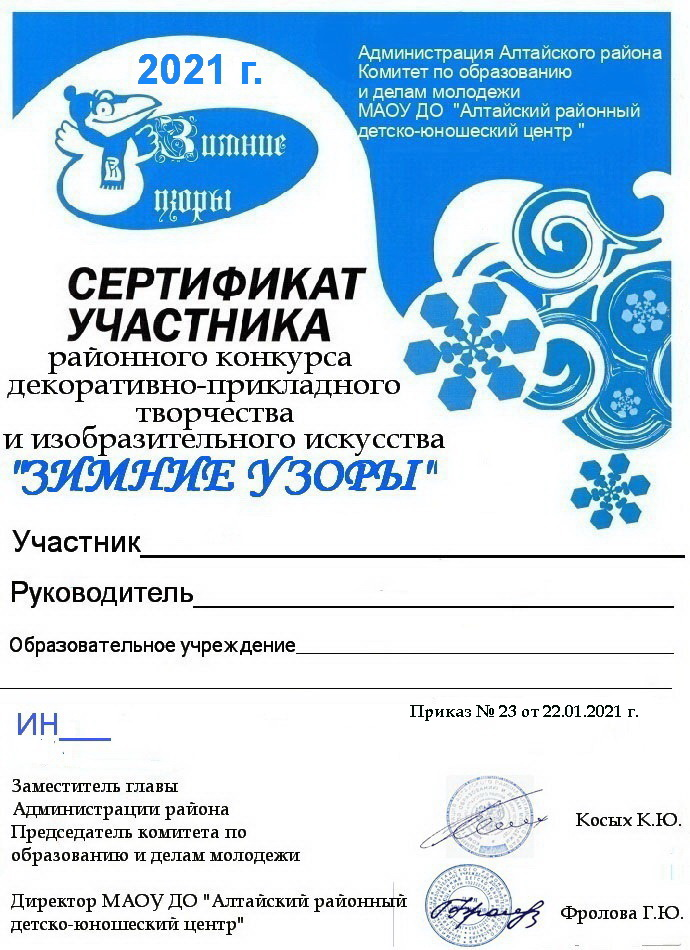 2021 г.
Администрация Алтайского района
Комитет по образованию
и делам молодежи
МАОУ ДО "Алтайский районный
детско-юношеский центр "
Зимние
узоры
СЕРТИФИКАТ
УЧАСТНИКА
районного конкурса
декоративно-прикладного
творчества
и изобразительного искусства
"ЗИМНИЕ УЗОРЫ"
Участник
Руководитель
Образовательное учреждение
Приказ № 23 от 22.01.2021 г.
ИН
Заместитель главы
Администрации района
Председатель комитета по
образованию и делам молодежи
Косых К.Ю.
Директор МАОУ ДО "Алтайский районный
детско-юношеский центр"
Фролова Г.Ю.